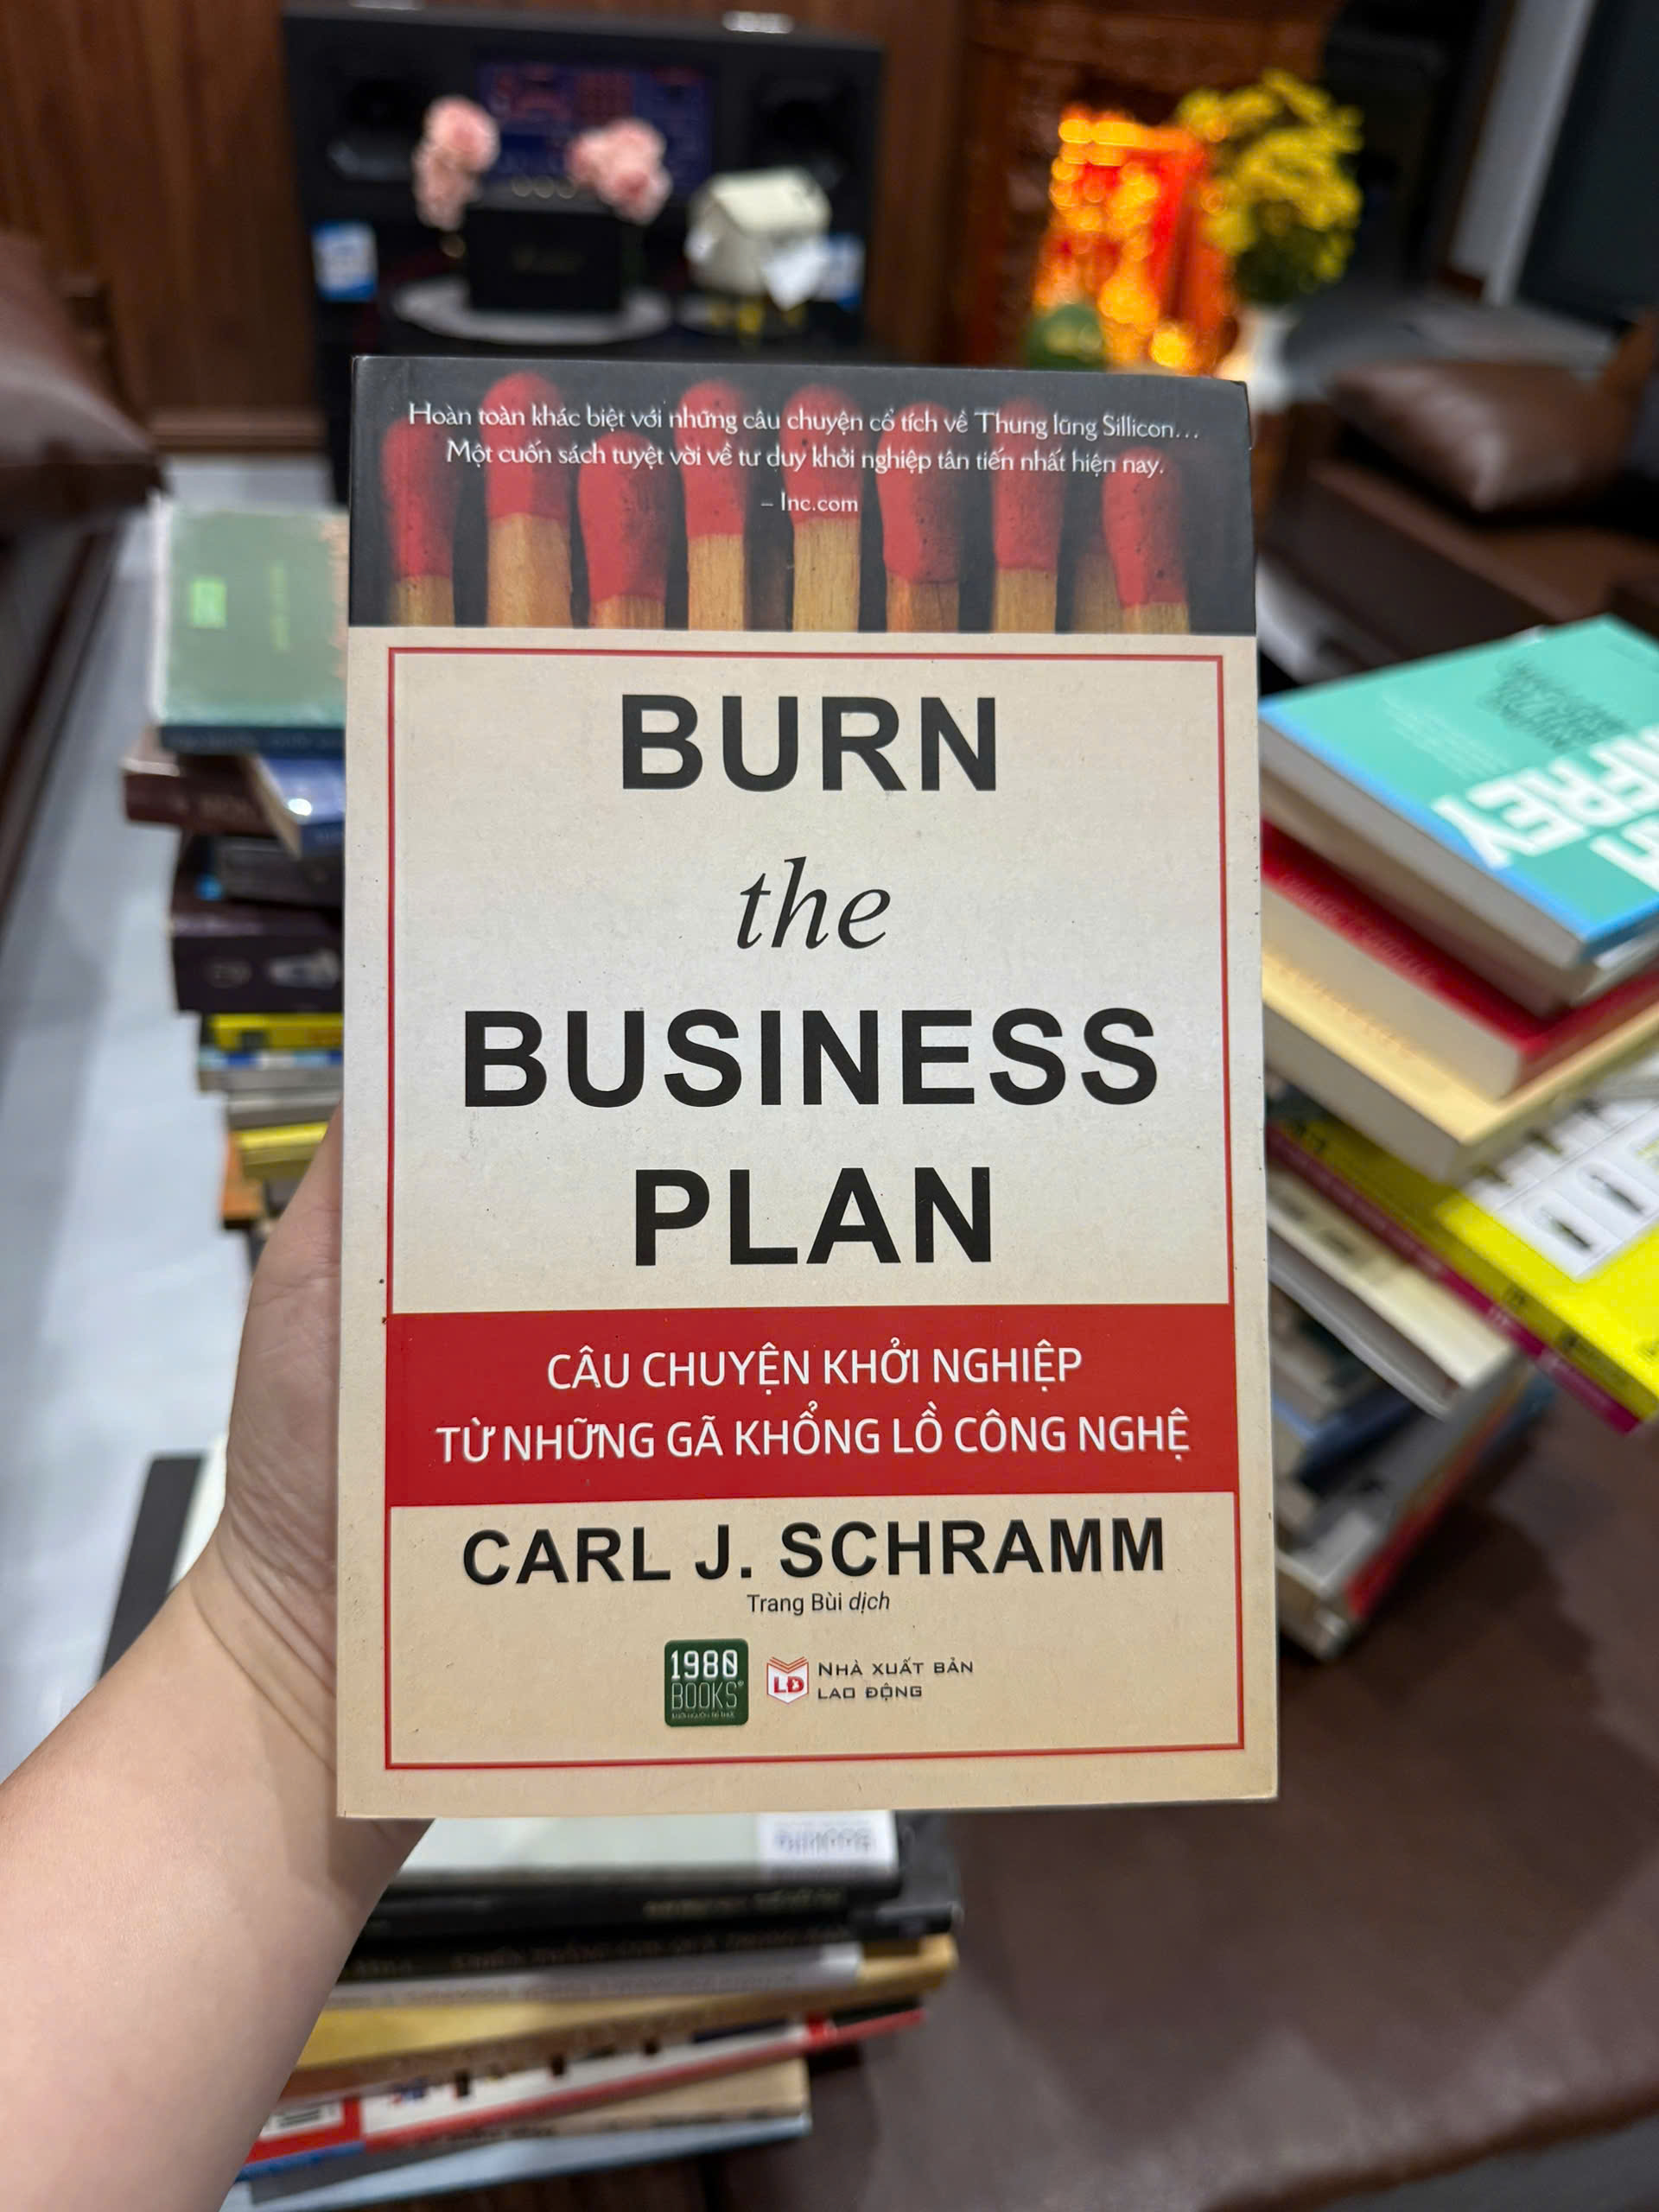 Hoàn toàn khác biệt với những câu chuyện cổ tích về Thung lũng Sillicon...
Một cuốn sách tuyệt vời về tư duy khởi nghiệp tân tiến nhất hiện nay.
– Inc.com
BURN
the
BUSINESS
PLAN
CÂU CHUYỆN KHỞI NGHIỆP
TỪ NHỮNG GÃ KHỔNG LỒ CÔNG NGHỆ
CARL J. SCHRAMM
Trang Bùi dịch
1980
BOOKS
LĐ
NHÀ XUẤT BẢN
LAO ĐỘNG